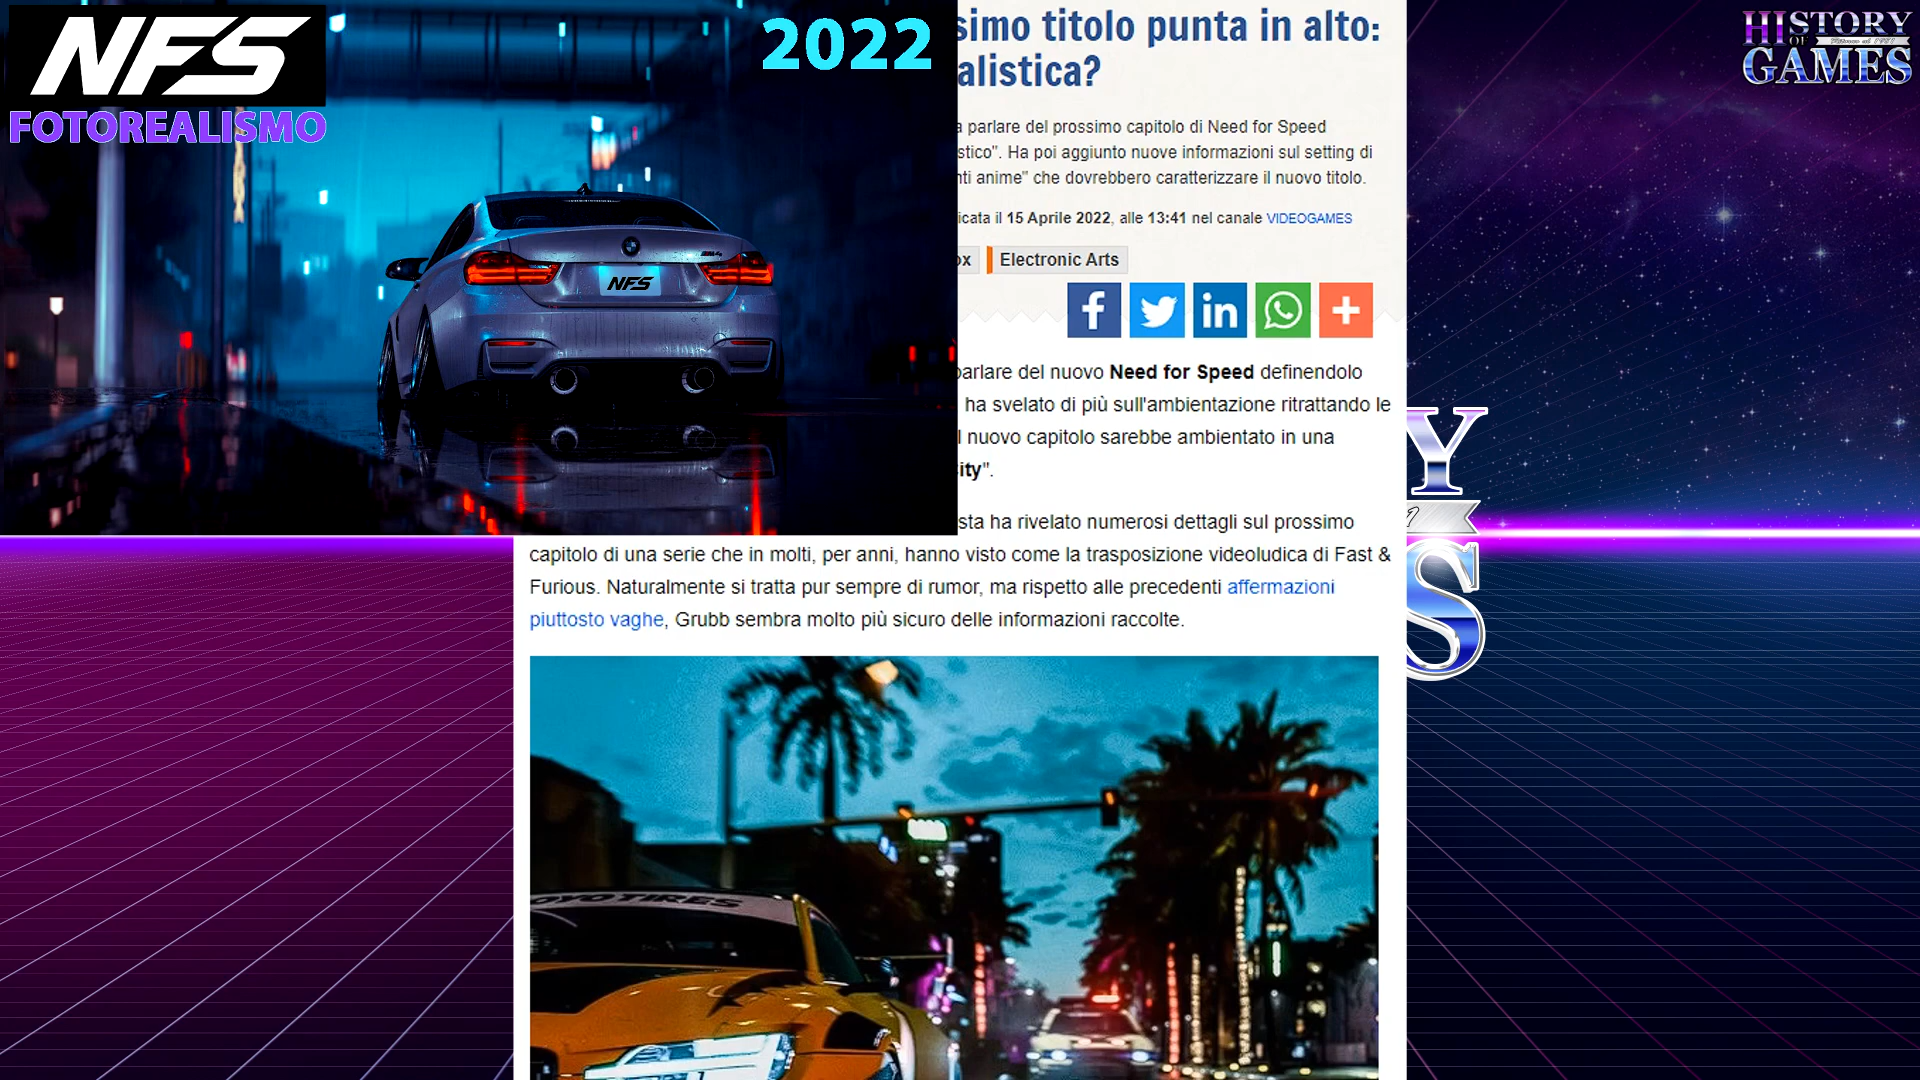 NFS
FOTOREALISMO
2022
NFS
simo titolo punta in alto:
alistica?
a parlare del prossimo capitolo di Need for Speed
stico". Ha poi aggiunto nuove informazioni sul setting di
nti anime" che dovrebbero caratterizzare il nuovo titolo.
icata il 15 Aprile 2022, alle 13:41 nel canale VIDEOGAMES
ox
Electronic Arts
parlare del nuovo Need for Speed definendolo
ha svelato di più sull'ambientazione ritrattando le
l nuovo capitolo sarebbe ambientato in una
ity".
sta ha rivelato numerosi dettagli sul prossimo
capitolo di una serie che in molti, per anni, hanno visto come la trasposizione videoludica di Fast &
Furious. Naturalmente si tratta pur sempre di rumor, ma rispetto alle precedenti affermazioni
piuttosto vaghe, Grubb sembra molto più sicuro delle informazioni raccolte.
OYOTIRES
HISTORY
OF
GAMES
Y
S